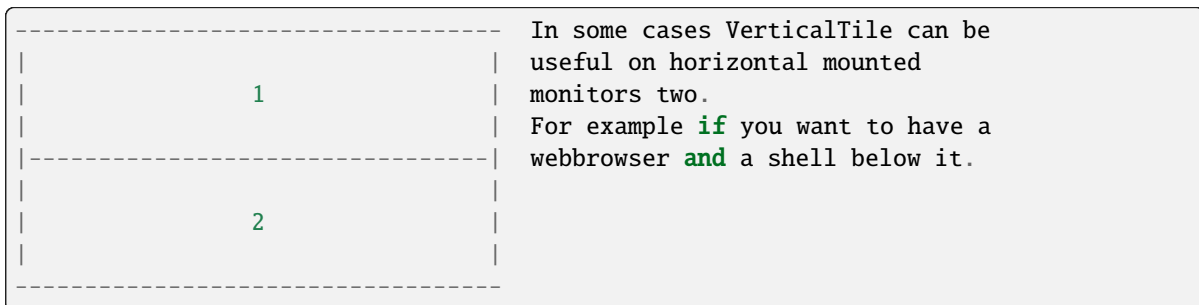 ----------------------------------- In some cases VerticalTile can be
|                                 | useful on horizontal mounted
|                1                | monitors two.
|                                 | For example if you want to have a
|---------------------------------| webbrowser and a shell below it.
|                                 |
|                2                |
|                                 |
-----------------------------------